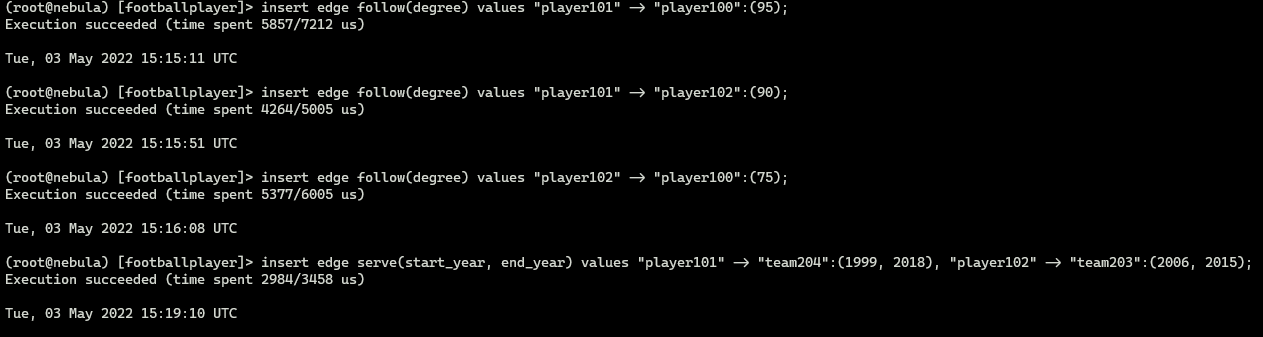 (root@nebula) [footballplayer]> insert edge follow(degree) values "player101" -> "player100":(95);
Execution succeeded (time spent 5857/7212 us)
Tue, 03 May 2022 15:15:11 UTC
(root@nebula) [footballplayer]> insert edge follow(degree) values "player101" -> "player102":(90);
Execution succeeded (time spent 4264/5005 us)
Tue, 03 May 2022 15:15:51 UTC
(root@nebula) [footballplayer]> insert edge follow(degree) values "player102" -> "player100":(75);
Execution succeeded (time spent 5377/6005 us)
Tue, 03 May 2022 15:16:08 UTC
(root@nebula) [footballplayer]> insert edge serve(start_year, end_year) values "player101" -> "team204":(1999, 2018), "player102" -> "team203":(2006, 2015);
Execution succeeded (time spent 2984/3458 us)
Tue, 03 May 2022 15:19:10 UTC